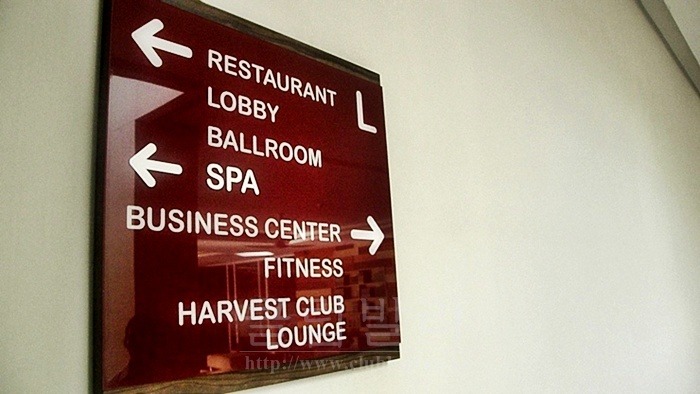 RESTAURANT
LOBBY L
BALLROOM
SPA
BUSINESS CENTER
FITNESS
HARVEST CLUB
LOUNGE